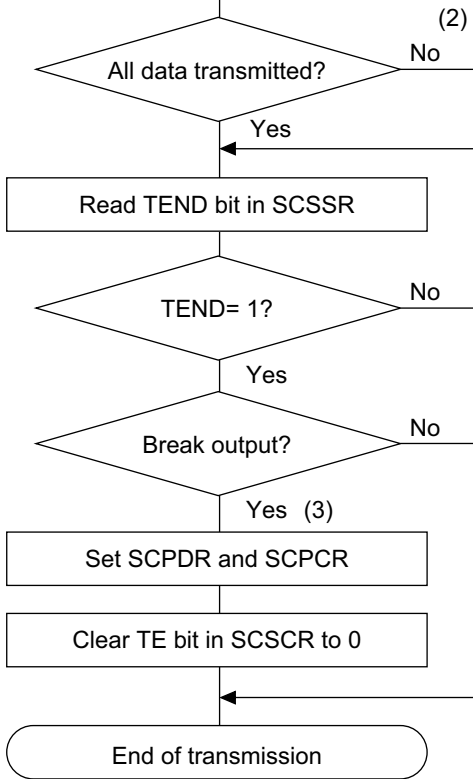 (2)
All data transmitted?
No
Yes
Read TEND bit in SCSSR
TEND= 1?
No
Yes
Break output?
No
Yes (3)
Set SCPDR and SCPCR
Clear TE bit in SCSCR to 0
End of transmission